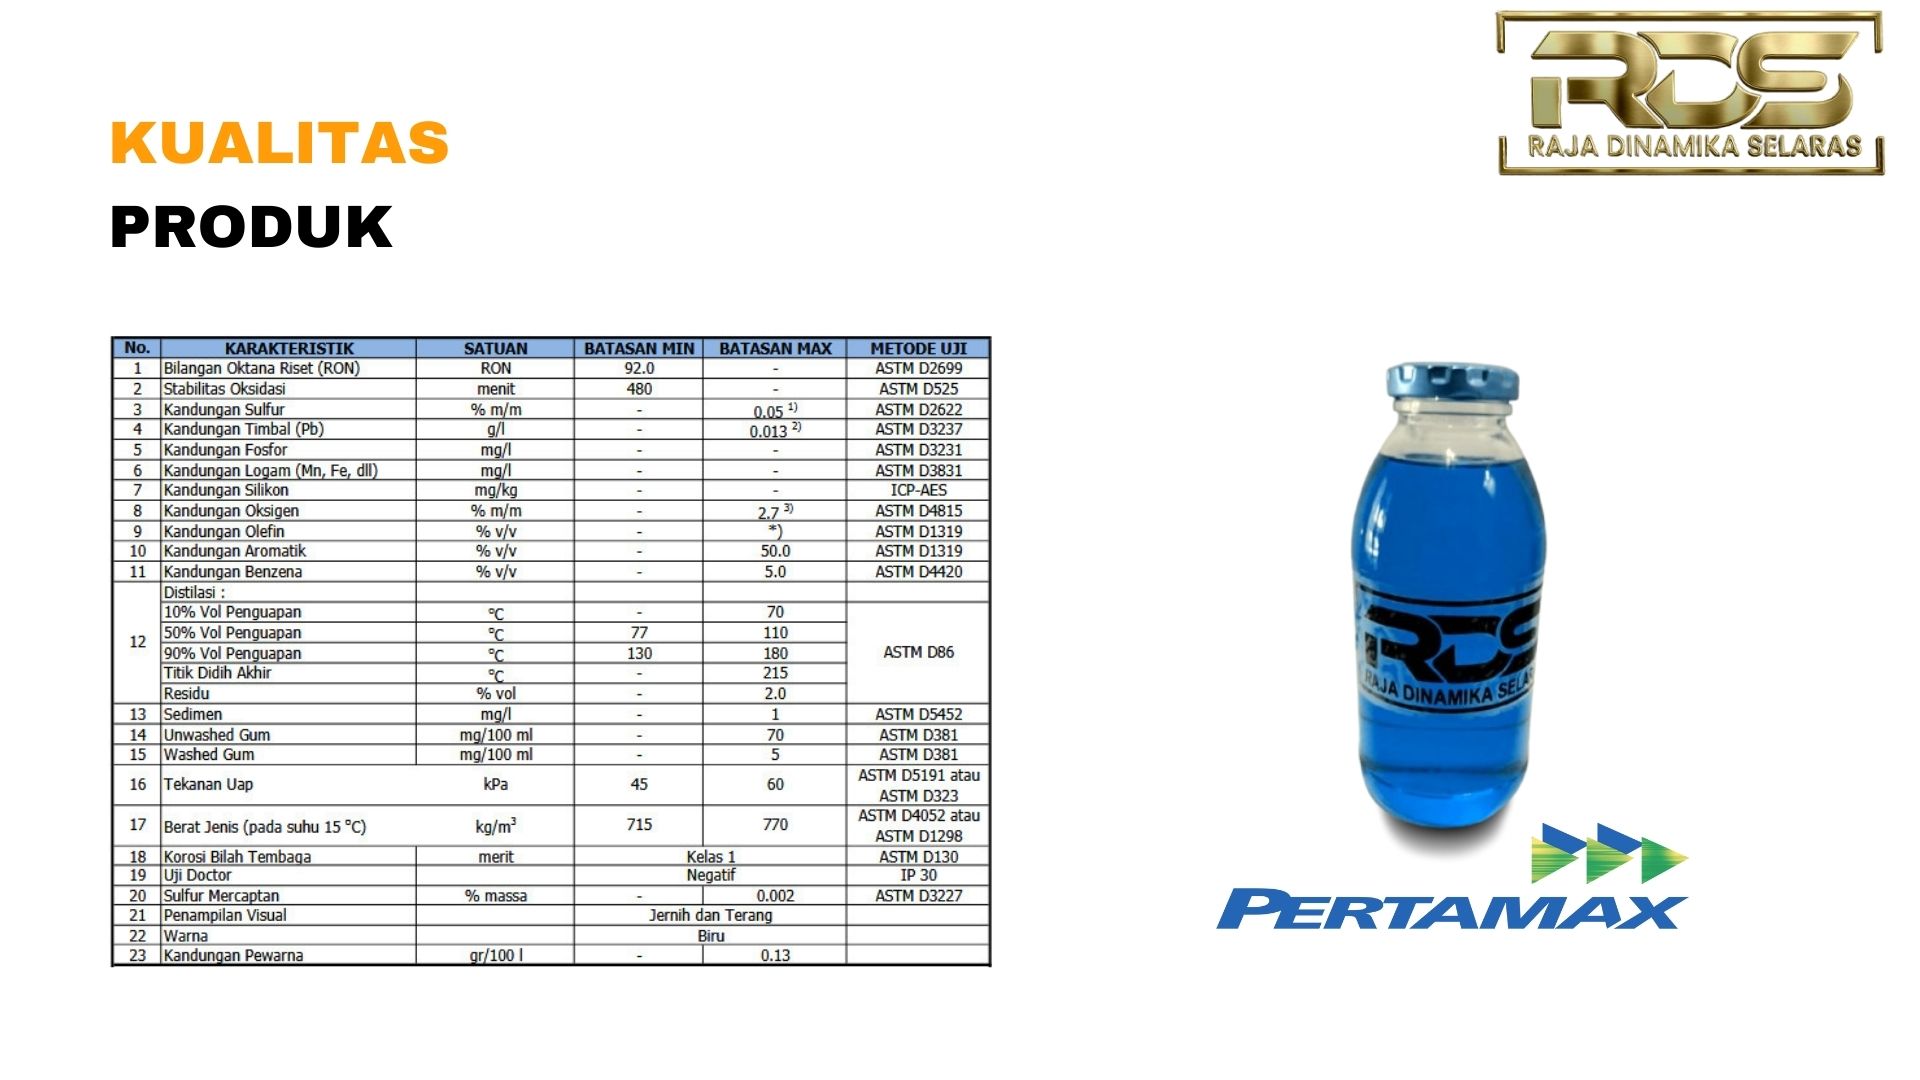 RDS
RAJA DINAMIKA SELARAS
KUALITAS
PRODUK
No. KARAKTERISTIK SATUAN BATASAN MIN BATASAN MAX METODE UJI
1 Bilangan Oktana Riset (RON) RON 92.0 - ASTM D2699
2 Stabilitas Oksidasi menit 480 - ASTM D525
3 Kandungan Sulfur % m/m - 0.05 1) ASTM D2622
4 Kandungan Timbal (Pb) g/l - 0.013 2) ASTM D3237
5 Kandungan Fosfor mg/l - - ASTM D3231
6 Kandungan Logam (Mn, Fe, dll) mg/l - - ASTM D3831
7 Kandungan Silikon mg/kg - - ICP-AES
8 Kandungan Oksigen % m/m - 2.7 3) ASTM D4815
9 Kandungan Olefin % v/v - *) ASTM D1319
10 Kandungan Aromatik % v/v - 50.0 ASTM D1319
11 Kandungan Benzena % v/v - 5.0 ASTM D4420
12 Distilasi :
10% Vol Penguapan °C - 70 ASTM D86
50% Vol Penguapan °C 77 110
90% Vol Penguapan °C 130 180
Titik Didih Akhir °C - 215
Residu % vol - 2.0
13 Sedimen mg/l - 1 ASTM D5452
14 Unwashed Gum mg/100 ml - 70 ASTM D381
15 Washed Gum mg/100 ml - 5 ASTM D381
16 Tekanan Uap kPa 45 60 ASTM D5191 atau
ASTM D323
17 Berat Jenis (pada suhu 15 °C) kg/m³ 715 770 ASTM D4052 atau
ASTM D1298
18 Korosi Bilah Tembaga merit Kelas 1 ASTM D130
19 Uji Doctor Negatif IP 30
20 Sulfur Mercaptan % massa - 0.002 ASTM D3227
21 Penampilan Visual Jernih dan Terang
22 Warna Biru
23 Kandungan Pewarna gr/100 l - 0.13
RDS
RAJA DINAMIKA SELA
PERTAMAX